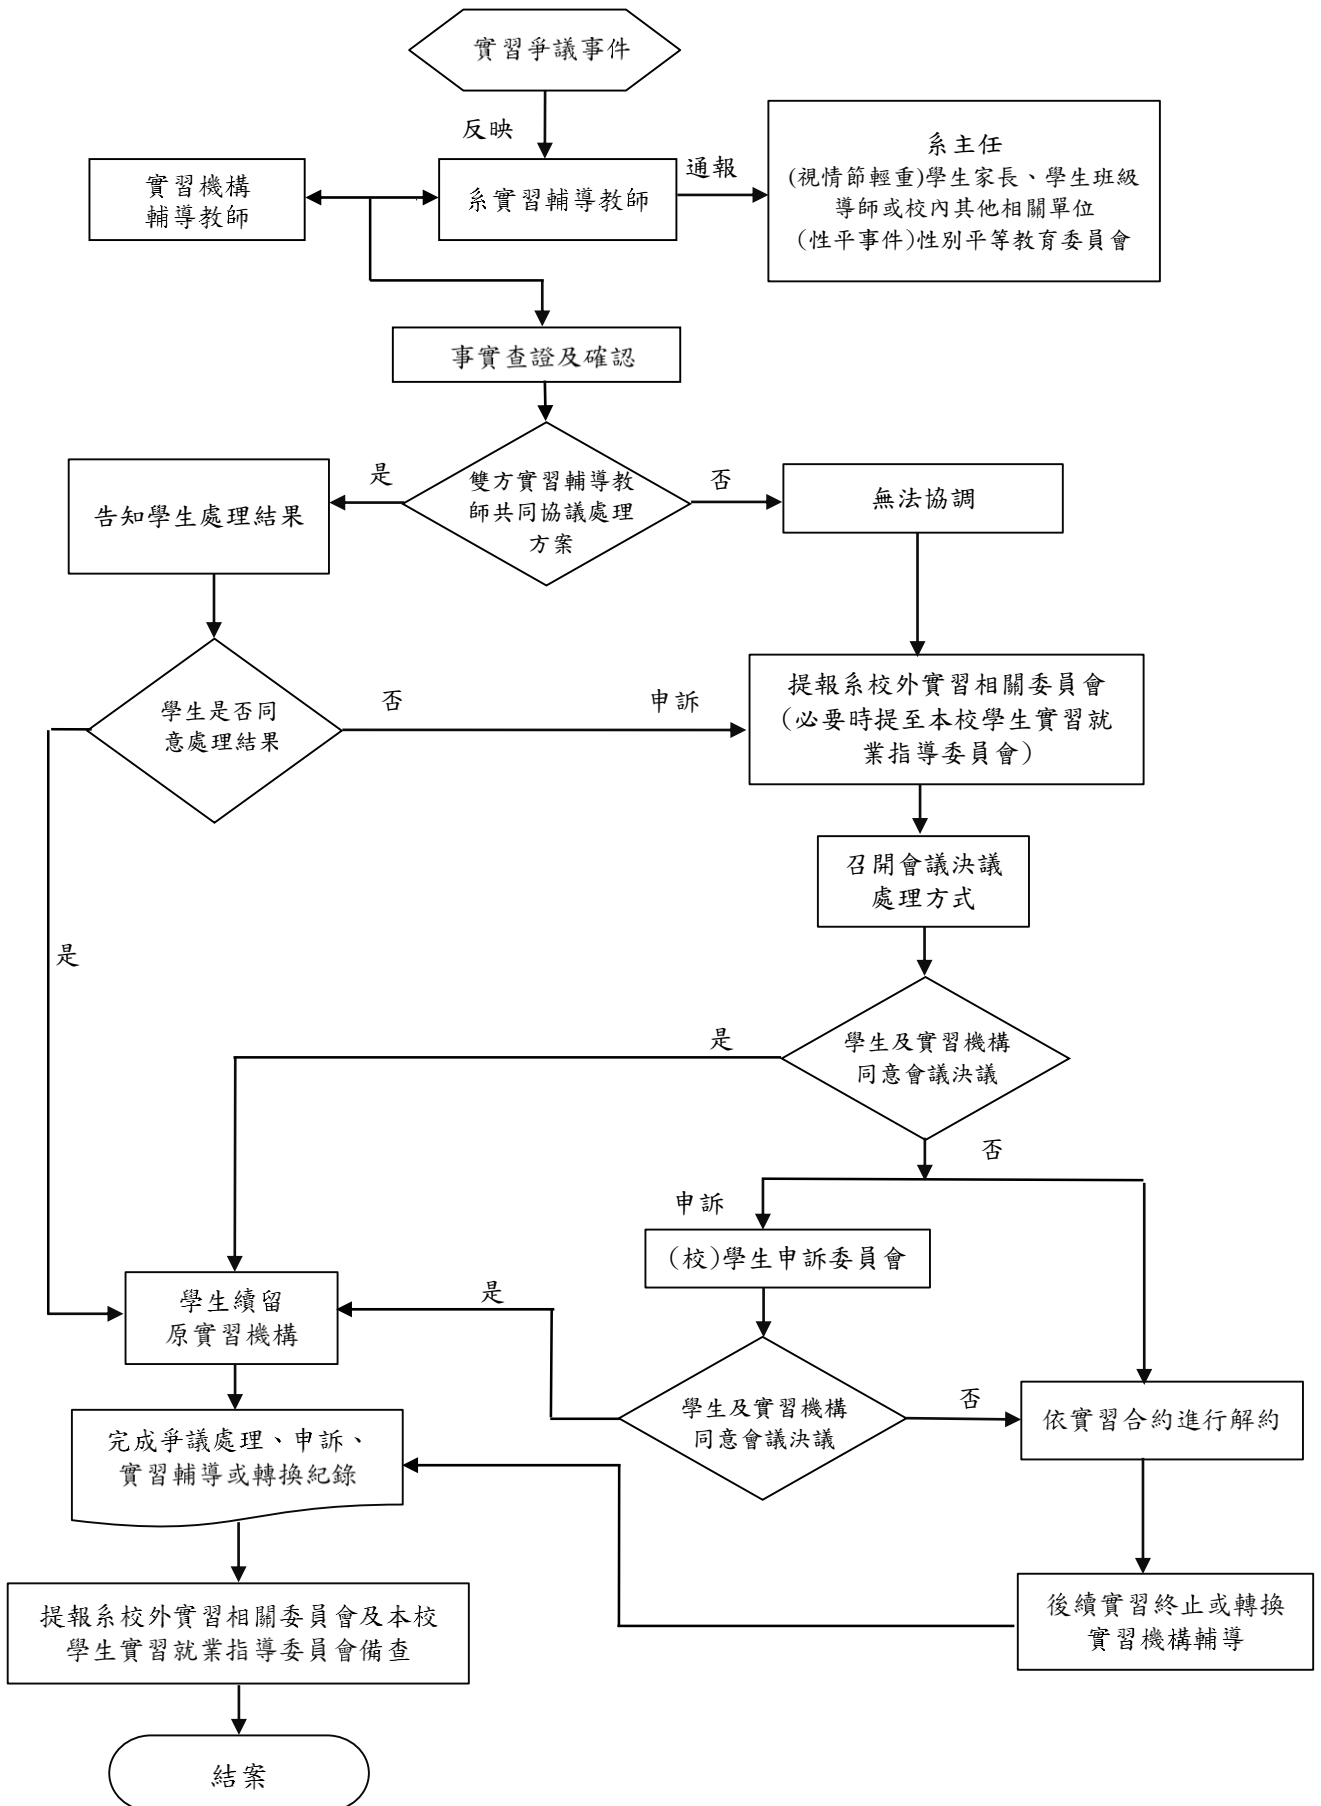 實習爭議事件
反映
實習機構
輔導教師
系實習輔導教師
通報
系主任
(視情節輕重)學生家長、學生班級
導師或校內其他相關單位
(性平事件)性別平等教育委員會
事實查證及確認
是
雙方實習輔導教
師共同協議處理
方案
否
告知學生處理結果
無法協調
學生是否同
意處理結果
否
申訴
提報系校外實習相關委員會
(必要時提至本校學生實習就
業指導委員會)
召開會議決議
處理方式
是
是
學生及實習機構
同意會議決議
否
申訴
(校)學生申訴委員會
學生續留
原實習機構
是
學生及實習機構
同意會議決議
否
依實習合約進行解約
完成爭議處理、申訴、
實習輔導或轉換紀錄
後續實習終止或轉換
實習機構輔導
提報系校外實習相關委員會及本校
學生實習就業指導委員會備查
結案